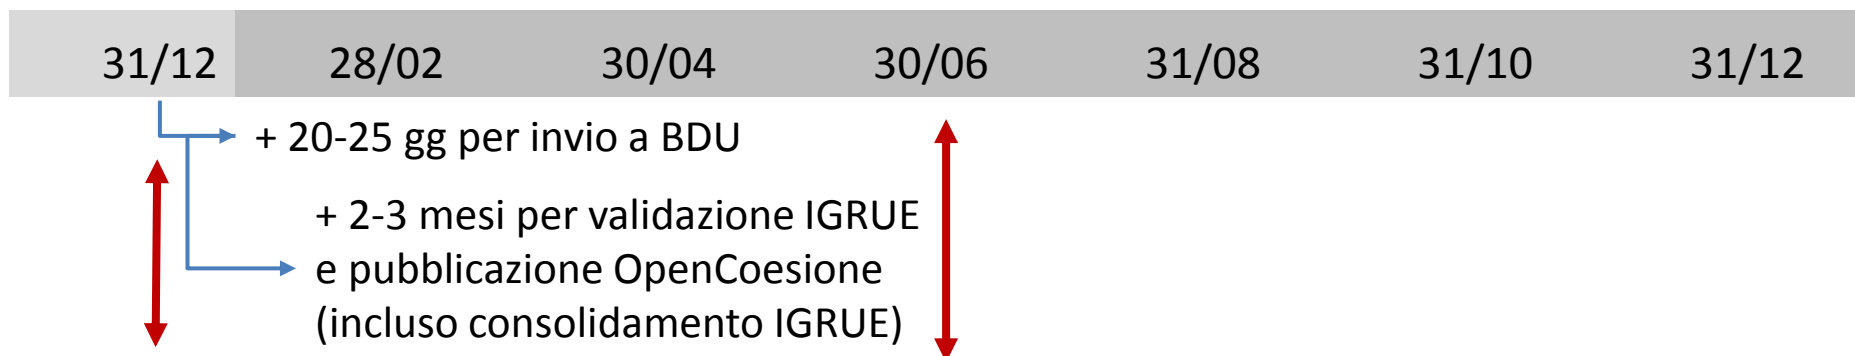 31/12 28/02 30/04 30/06 31/08 31/10 31/12
+ 20-25 gg per invio a BDU
+ 2-3 mesi per validazione IGRUE
e pubblicazione OpenCoesione
(incluso consolidamento IGRUE)